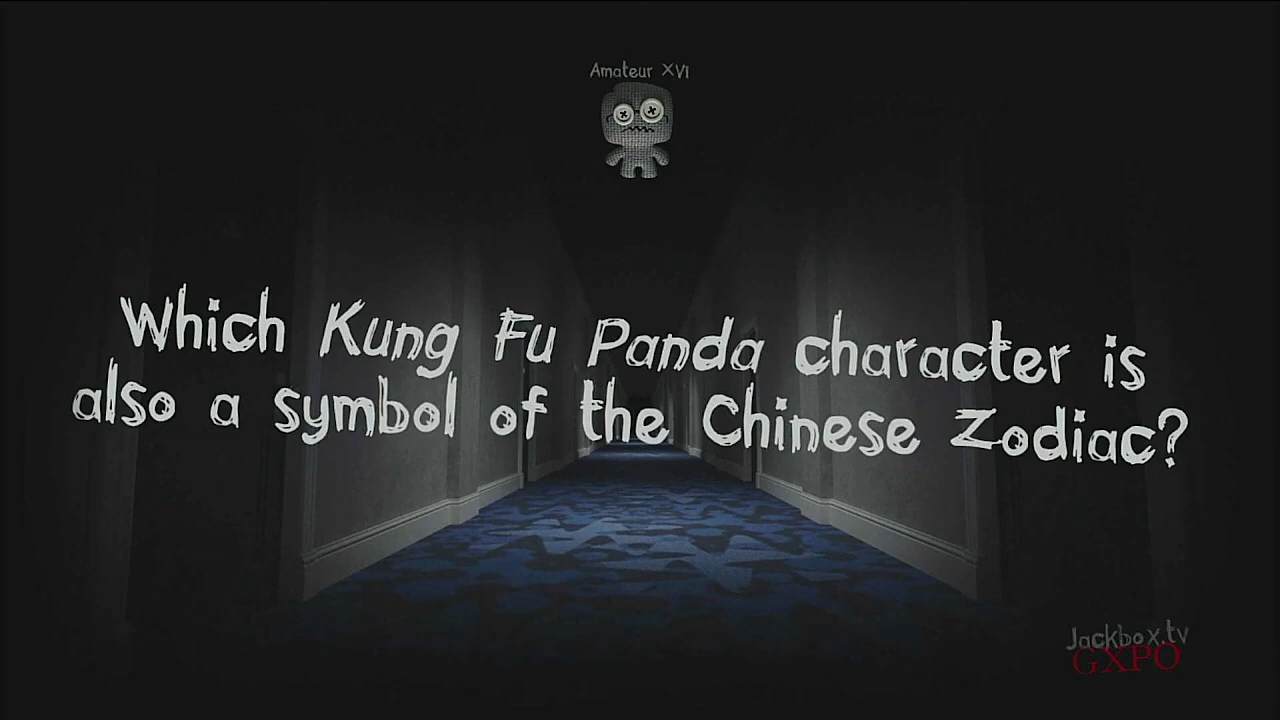 Amateur XVI
Which Kung Fu Panda character is
also a symbol of the Chinese Zodiac?
Jackbox.tv
GXPO